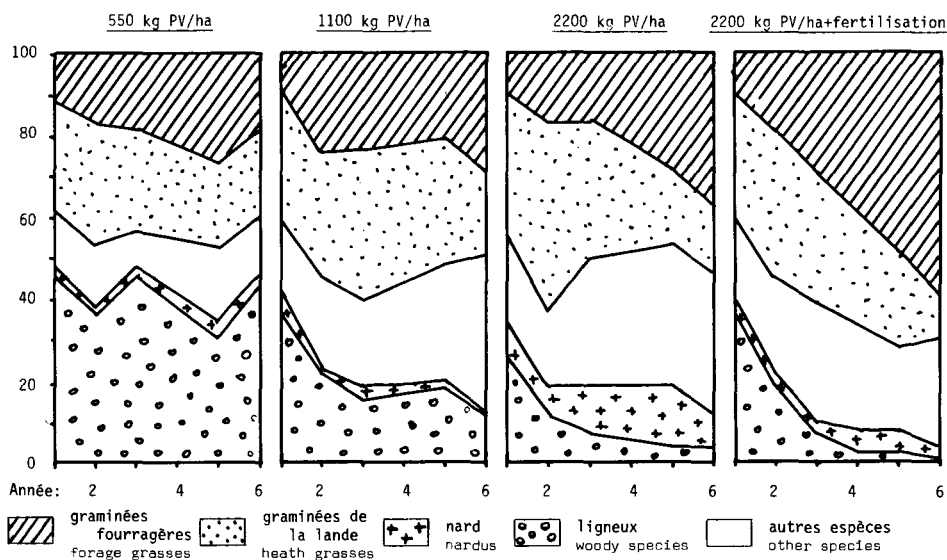 550 kg PV/ha
1100 kg PV/ha
2200 kg PV/ha
2200 kg PV/ha+fertilisation
100
80
60
40
20
0
Année: 2 4 6
2 4 6
2 4 6
2 4 6
graminées
fourragères
forage grasses
graminées de
la lande
heath grasses
nard
nardus
ligneux
woody species
autres espèces
other species